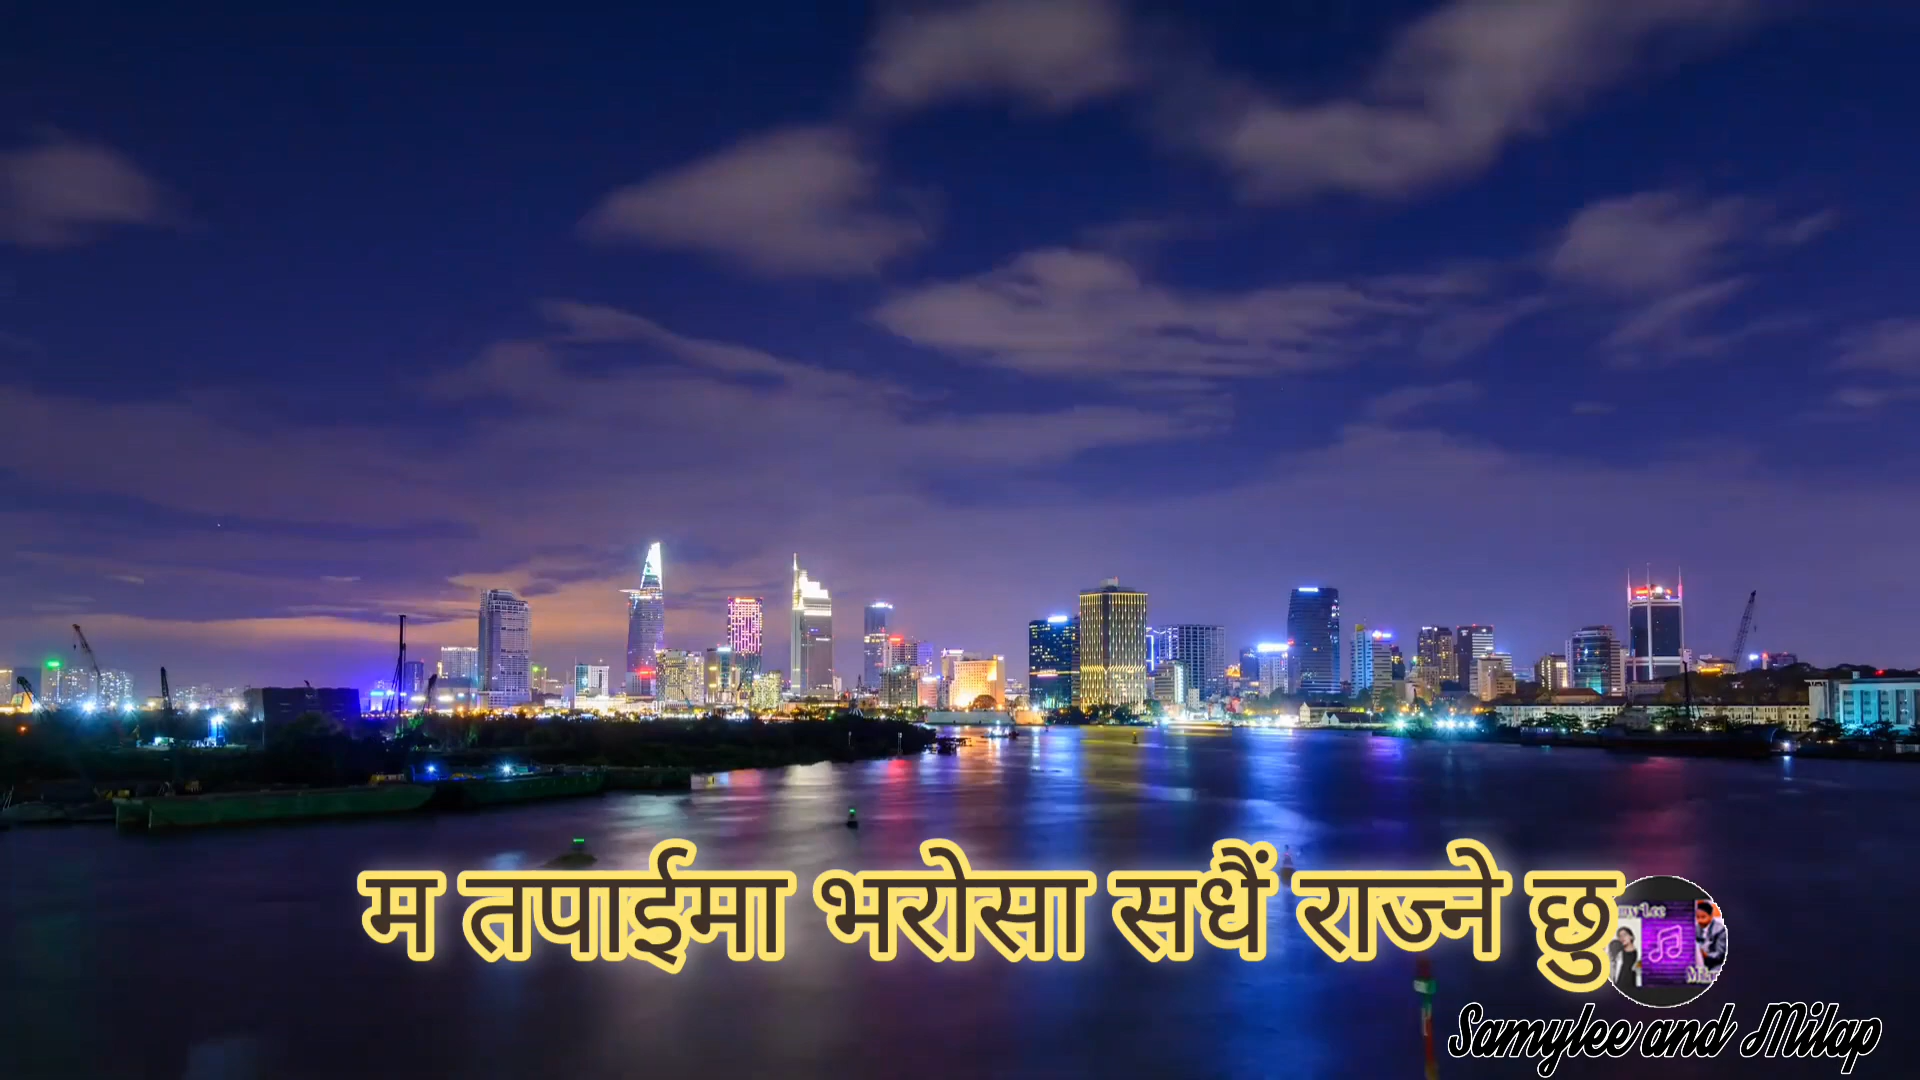 म तपाईमा भरोसा सधैं राज्ने छु
Samylee and Milap